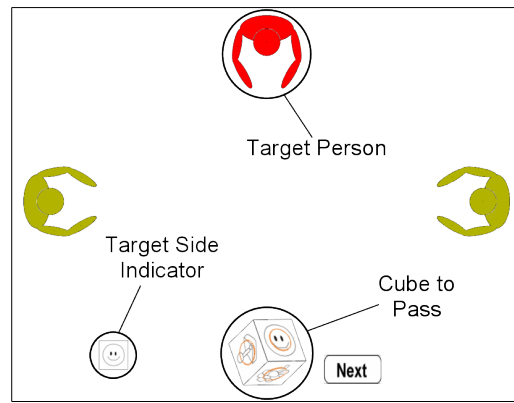 Target Person
Target Side
Indicator
Cube to
Pass
Next